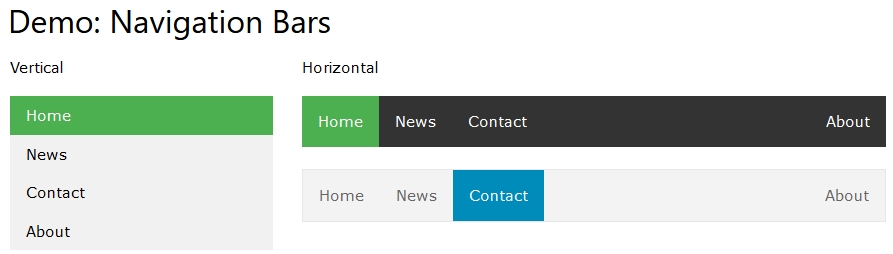 Demo: Navigation Bars
Vertical
Home
News
Contact
About
Horizontal
Home News Contact About
Home News Contact About